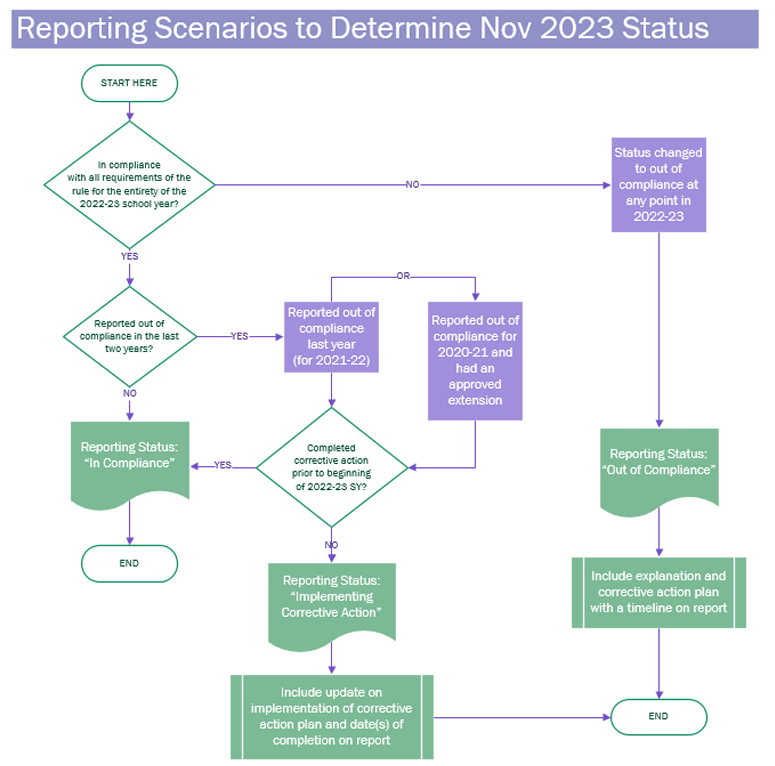 Reporting Scenarios to Determine Nov 2023 Status
START HERE
In compliance
with all requirements of the
rule for the entirety of the
2022-23 school year?
NO
Status changed
to out of
compliance at
any point in
2022-23
YES
OR
Reported out of
compliance in the last
two years?
YES
Reported out of
compliance
last year
(for 2021-22)
Reported out of
compliance for
2020-21 and
had an
approved
extension
NO
Reporting Status:
“In Compliance”
YES
Completed
corrective action
prior to beginning
of 2022-23 SY?
Reporting Status:
“Out of Compliance”
END
NO
Reporting Status:
“Implementing
Corrective Action”
Include explanation and
corrective action plan
with a timeline on report
Include update on
implementation of corrective
action plan and date(s) of
completion on report
END